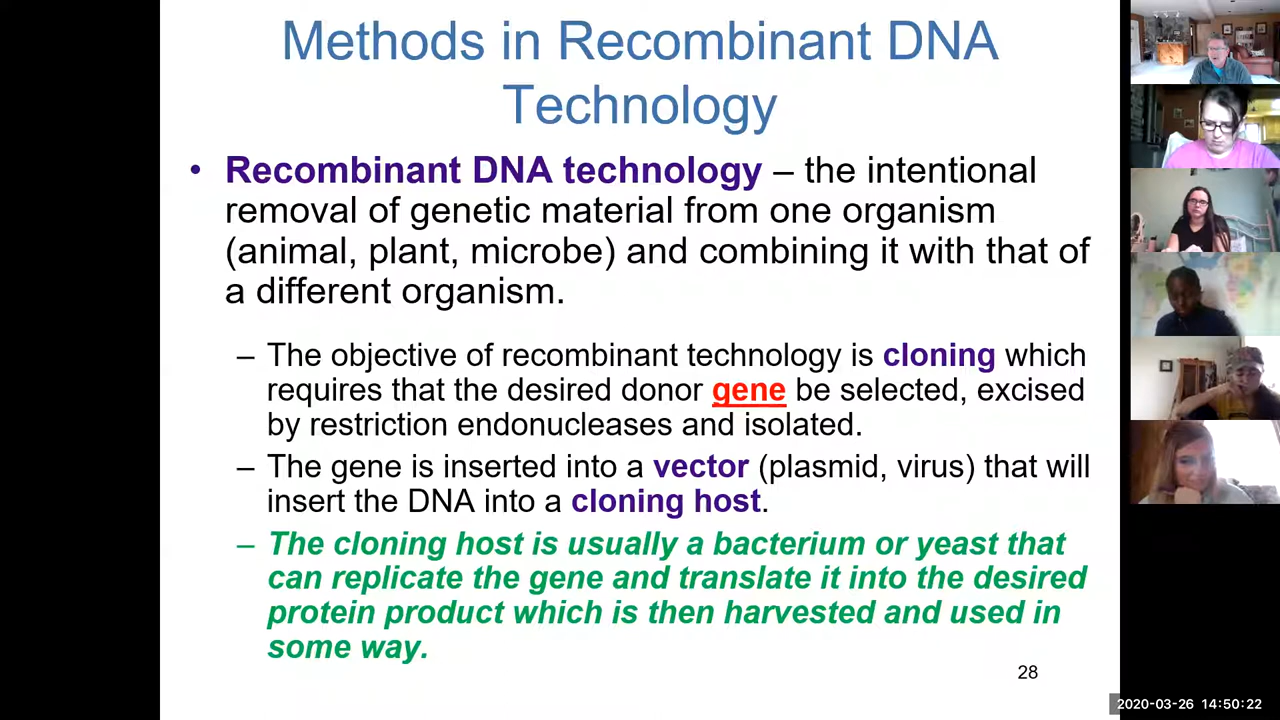 Methods in Recombinant DNA
Technology
• Recombinant DNA technology – the intentional
removal of genetic material from one organism
(animal, plant, microbe) and combining it with that of
a different organism.
– The objective of recombinant technology is cloning which
requires that the desired donor gene be selected, excised
by restriction endonucleases and isolated.
– The gene is inserted into a vector (plasmid, virus) that will
insert the DNA into a cloning host.
– The cloning host is usually a bacterium or yeast that
can replicate the gene and translate it into the desired
protein product which is then harvested and used in
some way.
28
2020-03-26 14:50:22